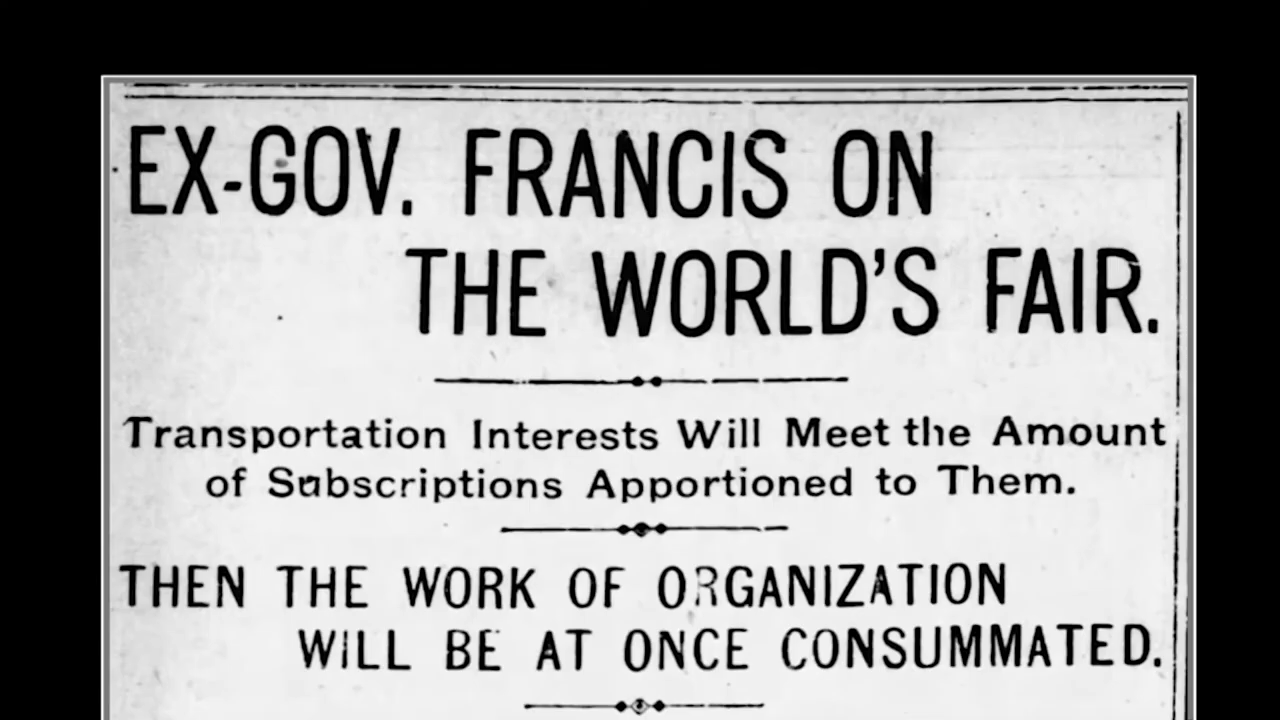 EX-GOV. FRANCIS ON
THE WORLD'S FAIR.
Transportation Interests Will Meet the Amount
of Subscriptions Apportioned to Them.
THEN THE WORK OF ORGANIZATION
WILL BE AT ONCE CONSUMMATED.